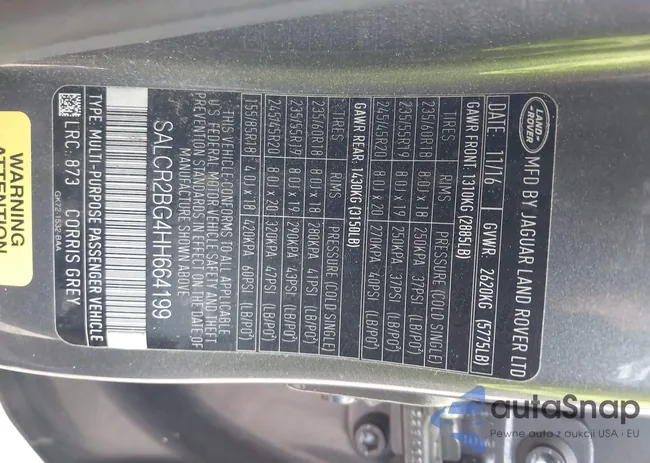 LAND-
ROVER
MFD BY JAGUAR LAND ROVER LTD
DATE: 11/16 GVWR: 2620KG (5775LB)
GAWR FRONT: 1310KG (2885LB)
TIRES RIMS PRESSURE (COLD SINGLE)
235/60R18 8.0J x 18 250KPA 37PSI (LB/PO²)
235/55R19 8.0J x 19 250KPA 37PSI (LB/PO²)
245/45R20 8.0J x 20 270KPA 40PSI (LB/PO²)
GAWR REAR: 1430KG (3150LB)
TIRES RIMS PRESSURE (COLD SINGLE)
235/60R18 8.0J x 18 280KPA 41PSI (LB/PO²)
235/55R19 8.0J x 19 290KPA 43PSI (LB/PO²)
245/45R20 8.0J x 20 320KPA 47PSI (LB/PO²)
155/85R18 4.0J x 18 420KPA 60PSI (LB/PO²)
THIS VEHICLE CONFORMS TO ALL APPLICABLE
U.S FEDERAL MOTOR VEHICLE SAFETY AND THEFT
PREVENTION STANDARDS IN EFFECT ON THE DATE OF
MANUFACTURE SHOWN ABOVE
SALCR2BG4HH664199
TYPE: MULTI-PURPOSE PASSENGER VEHICLE
LRC: 873 CORRIS GREY
WARNING
ATTENTION
autaSnap
Pewne auto z aukcji USA i EU